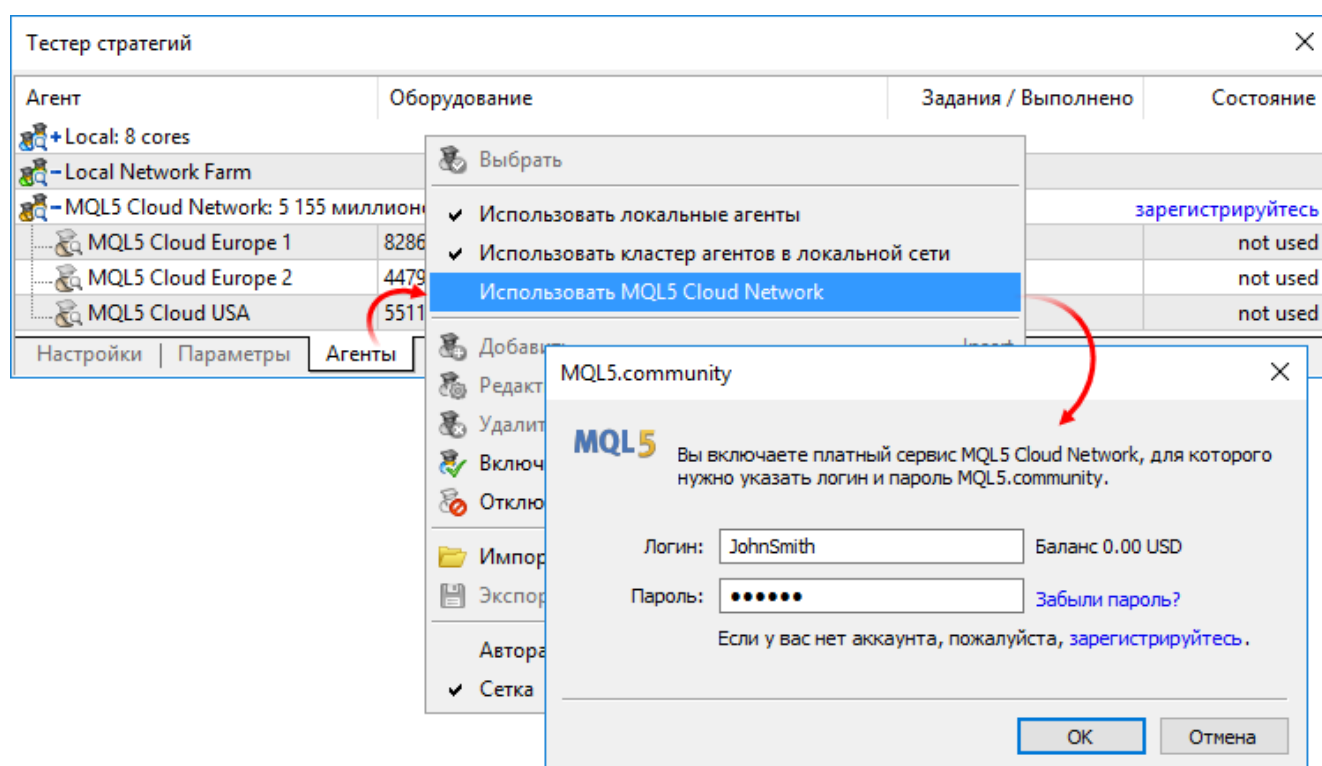 Тестер стратегий
Агент Оборудование Задания / Выполнено Состояние
Local: 8 cores
Local Network Farm
MQL5 Cloud Network: 5 155 миллион зарегистрируйтесь
MQL5 Cloud Europe 1 8286 not used
MQL5 Cloud Europe 2 4479 not used
MQL5 Cloud USA 5511 not used
Настройки | Параметры Агенты
Выбрать
Использовать локальные агенты
Использовать кластер агентов в локальной сети
Использовать MQL5 Cloud Network
Добавить Insert
Редакт
Удалит
Включ
Отклю
Импор
Экспор
Автора
Сетка
MQL5.community
MQL5
Вы включаете платный сервис MQL5 Cloud Network, для которого
нужно указать логин и пароль MQL5.community.
Логин: JohnSmith Баланс 0.00 USD
Пароль: ●●●●●● Забыли пароль?
Если у вас нет аккаунта, пожалуйста, зарегистрируйтесь.
OK Отмена